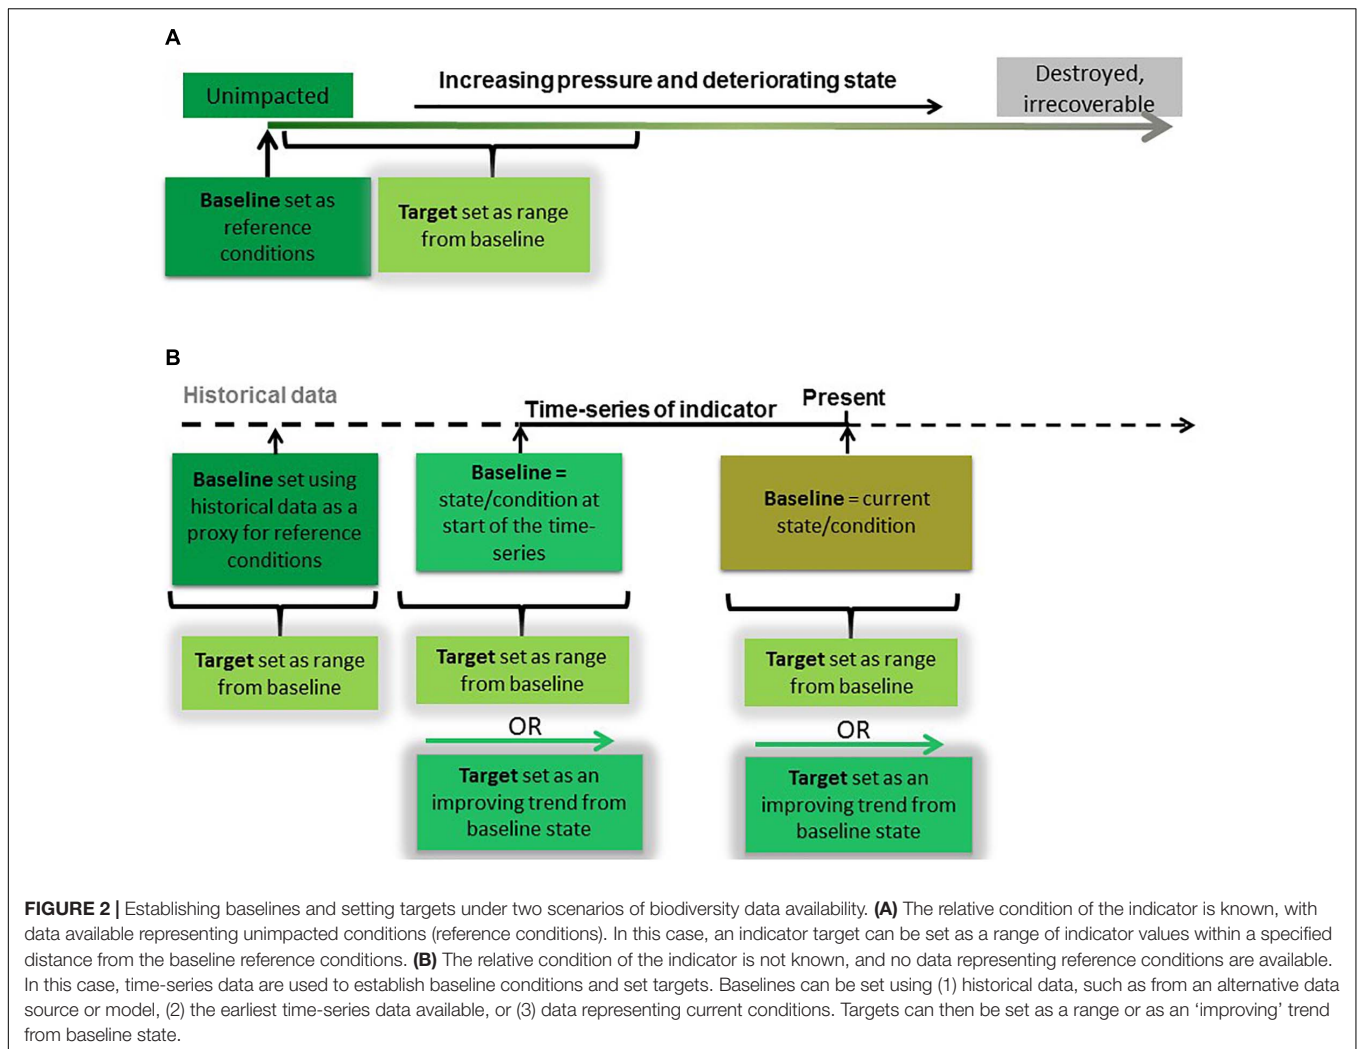 A
Increasing pressure and deteriorating state
Unimpacted
Destroyed,
irrecoverable
Baseline set as
reference
conditions
Target set as range
from baseline
B
Historical data
Time-series of indicator
Present
Baseline set using
historical data as a
proxy for reference
conditions
Baseline =
state/condition at
start of the time-
series
Baseline = current
state/condition
Target set as range
from baseline
Target set as range
from baseline
OR
Target set as an
improving trend from
baseline state
Target set as range
from baseline
OR
Target set as an
improving trend from
baseline state
FIGURE 2 | Establishing baselines and setting targets under two scenarios of biodiversity data availability. (A) The relative condition of the indicator is known, with
data available representing unimpacted conditions (reference conditions). In this case, an indicator target can be set as a range of indicator values within a specified
distance from the baseline reference conditions. (B) The relative condition of the indicator is not known, and no data representing reference conditions are available.
In this case, time-series data are used to establish baseline conditions and set targets. Baselines can be set using (1) historical data, such as from an alternative data
source or model, (2) the earliest time-series data available, or (3) data representing current conditions. Targets can then be set as a range or as an ‘improving’ trend
from baseline state.